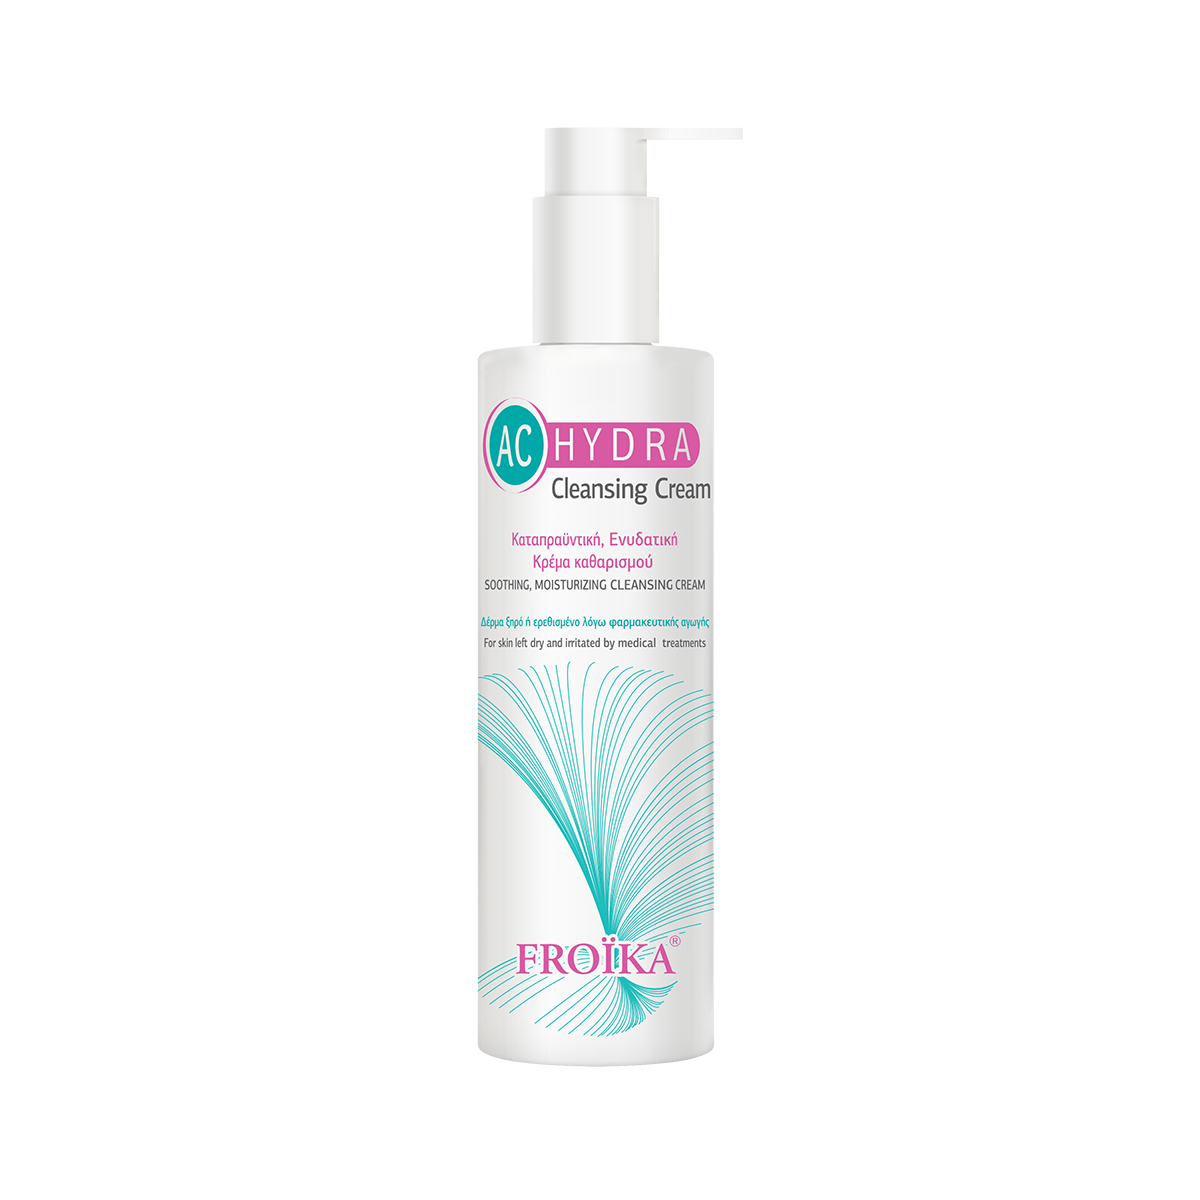 AC HYDRA
Cleansing Cream
Καταπραϋντική, Ενυδατική
Κρέμα καθαρισμού
SOOTHING, MOISTURIZING CLEANSING CREAM
Δέρμα ξηρό ή ερεθισμένο λόγω φαρμακευτικής αγωγής
For skin left dry and irritated by medical treatments
FROÏKA®